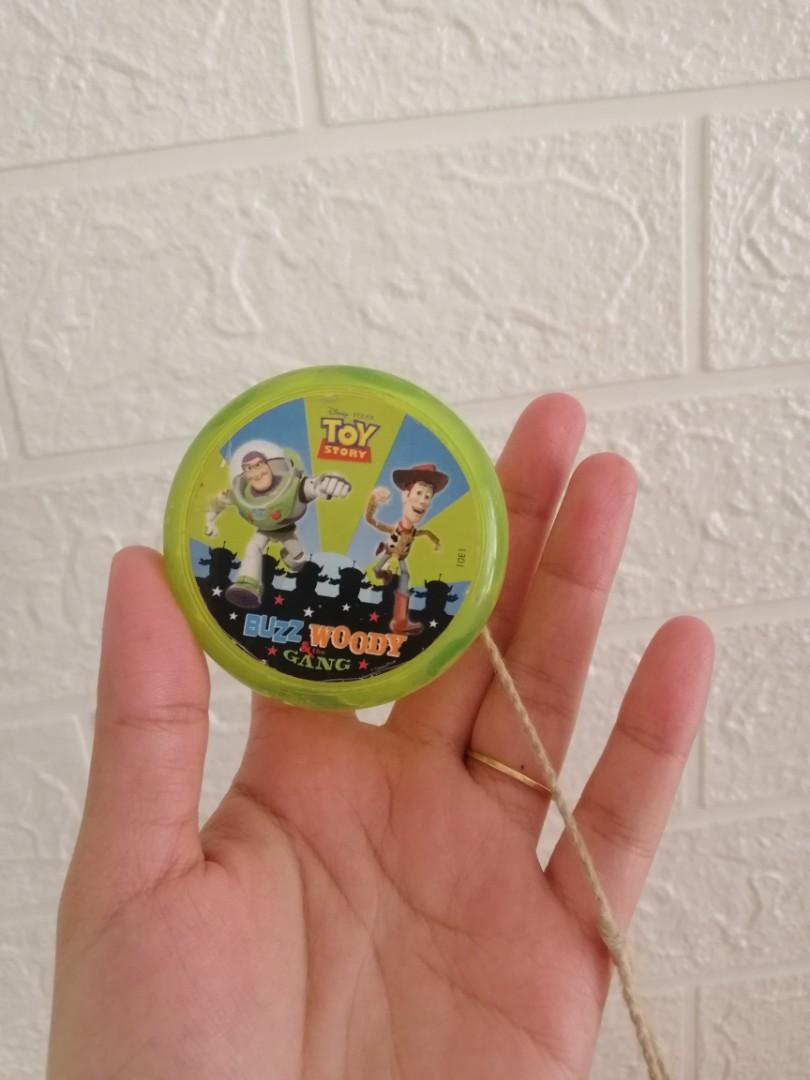 Disney · PIXAR
TOY
STORY
BUZZ WOODY
& the
GANG